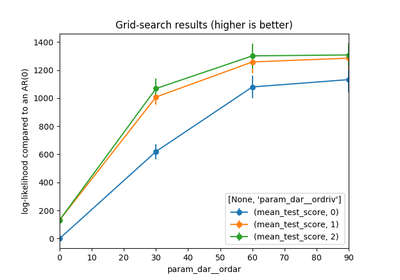 Grid-search results (higher is better)
log-likelihood compared to an AR(0)
1400
1200
1000
800
600
400
200
0
[None, 'param_dar__ordriv']
(mean_test_score, 0)
(mean_test_score, 1)
(mean_test_score, 2)
0 10 20 30 40 50 60 70 80 90
param_dar__ordar